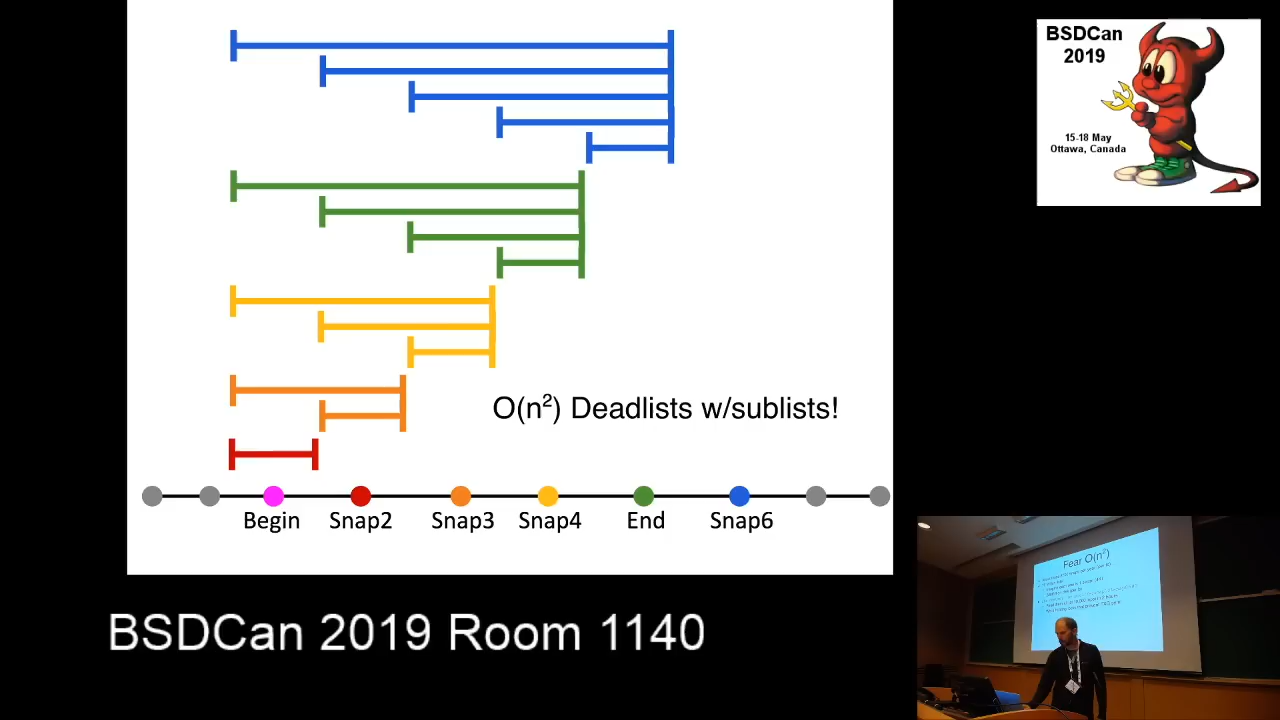 BSDCan
2019
15-18 May
Ottawa, Canada
O(n²) Deadlists w/sublists!
Begin Snap2 Snap3 Snap4 End Snap6
Fear O(n²)
BSDCan 2019 Room 1140